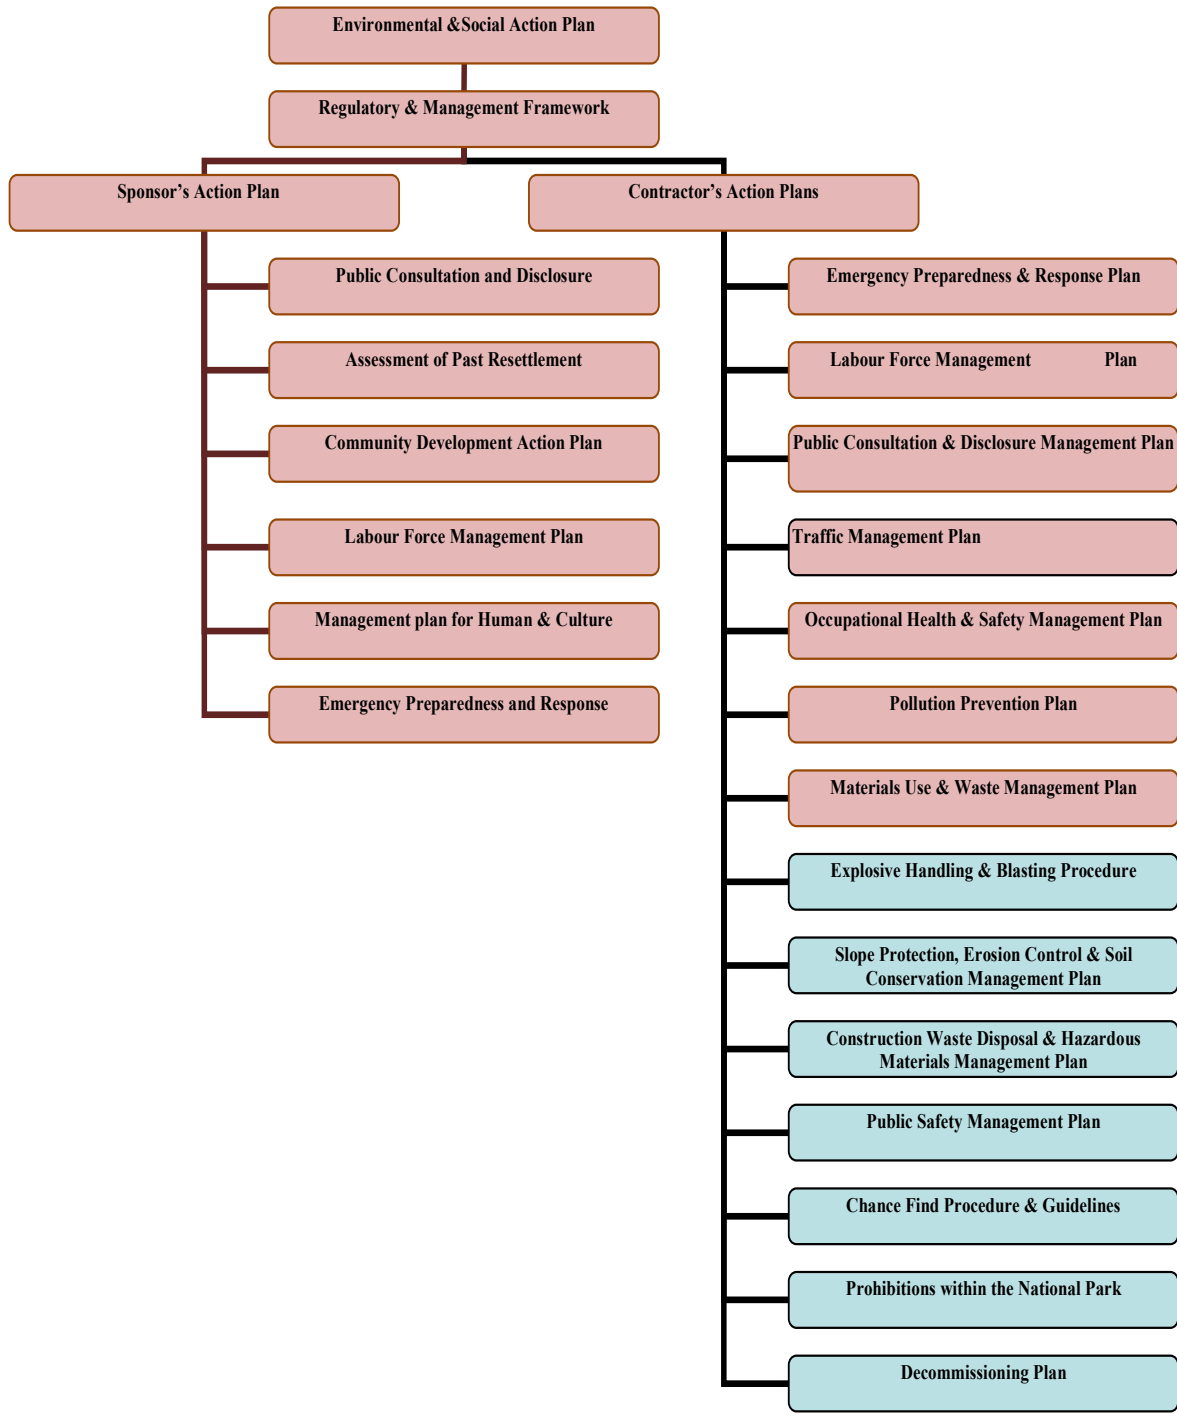 Environmental &Social Action Plan
Regulatory & Management Framework
Sponsor’s Action Plan
Contractor’s Action Plans
Public Consultation and Disclosure
Assessment of Past Resettlement
Community Development Action Plan
Labour Force Management Plan
Management plan for Human & Culture
Emergency Preparedness and Response
Emergency Preparedness & Response Plan
Labour Force Management Plan
Public Consultation & Disclosure Management Plan
Traffic Management Plan
Occupational Health & Safety Management Plan
Pollution Prevention Plan
Materials Use & Waste Management Plan
Explosive Handling & Blasting Procedure
Slope Protection, Erosion Control & Soil
Conservation Management Plan
Construction Waste Disposal & Hazardous
Materials Management Plan
Public Safety Management Plan
Chance Find Procedure & Guidelines
Prohibitions within the National Park
Decommissioning Plan